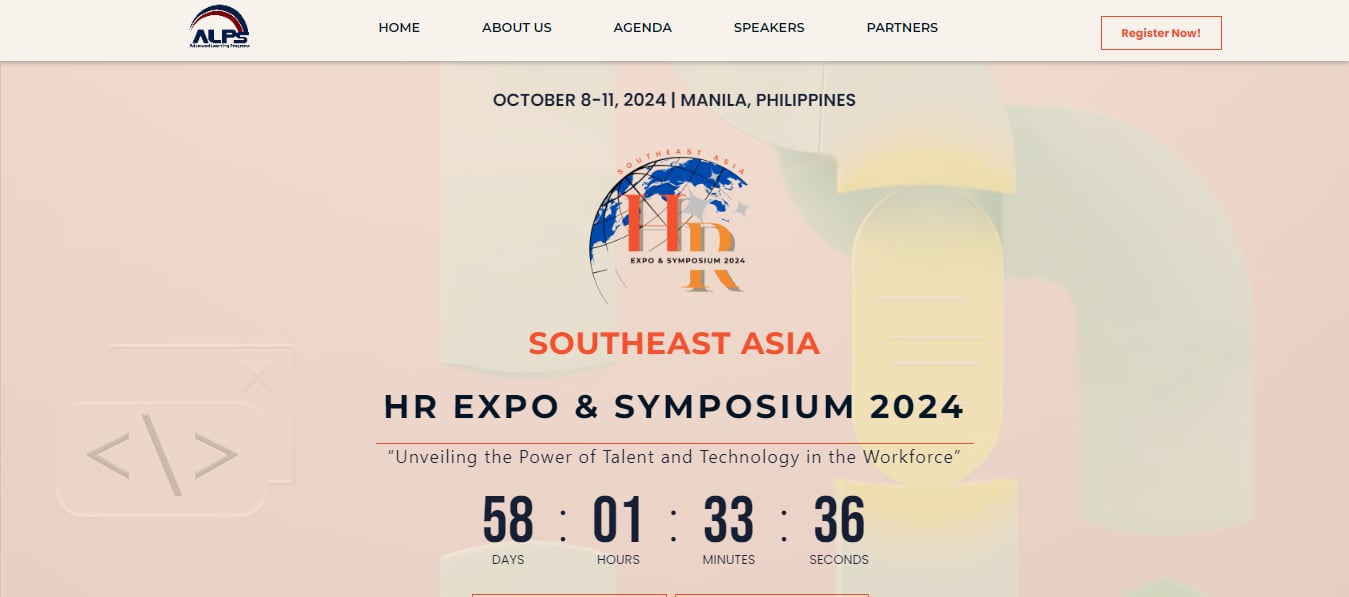 ALPS
Advanced Learning Programs
HOME
ABOUT US
AGENDA
SPEAKERS
PARTNERS
Register Now!
OCTOBER 8-11, 2024 | MANILA, PHILIPPINES
SOUTHEAST ASIA
HR
EXPO & SYMPOSIUM 2024
SOUTHEAST ASIA
HR EXPO & SYMPOSIUM 2024
“Unveiling the Power of Talent and Technology in the Workforce”
58 : 01 : 33 : 36
DAYS HOURS MINUTES SECONDS
<\>